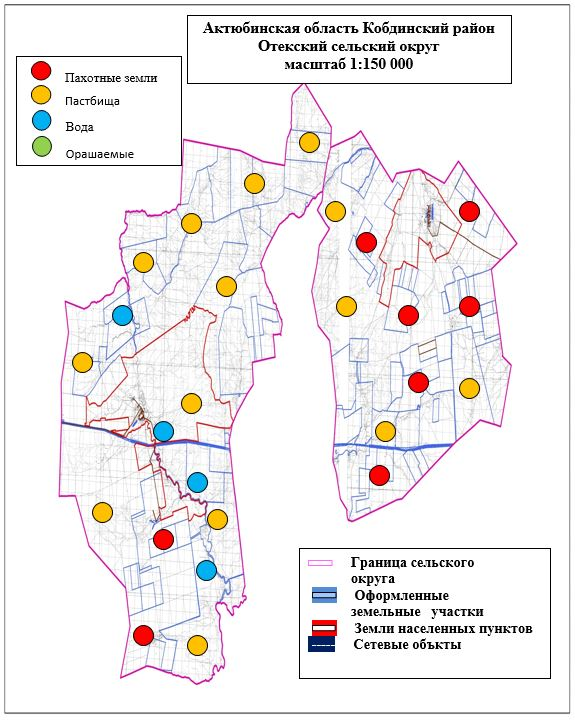 Актюбинская область Кобдинский район
Отекский сельский округ
масштаб 1:150 000
Пахотные земли
Пастбища
Вода
Орашаемые
Граница сельского
округа
Оформленные
земельные участки
Земли населенных пунктов
Сетевые объкты